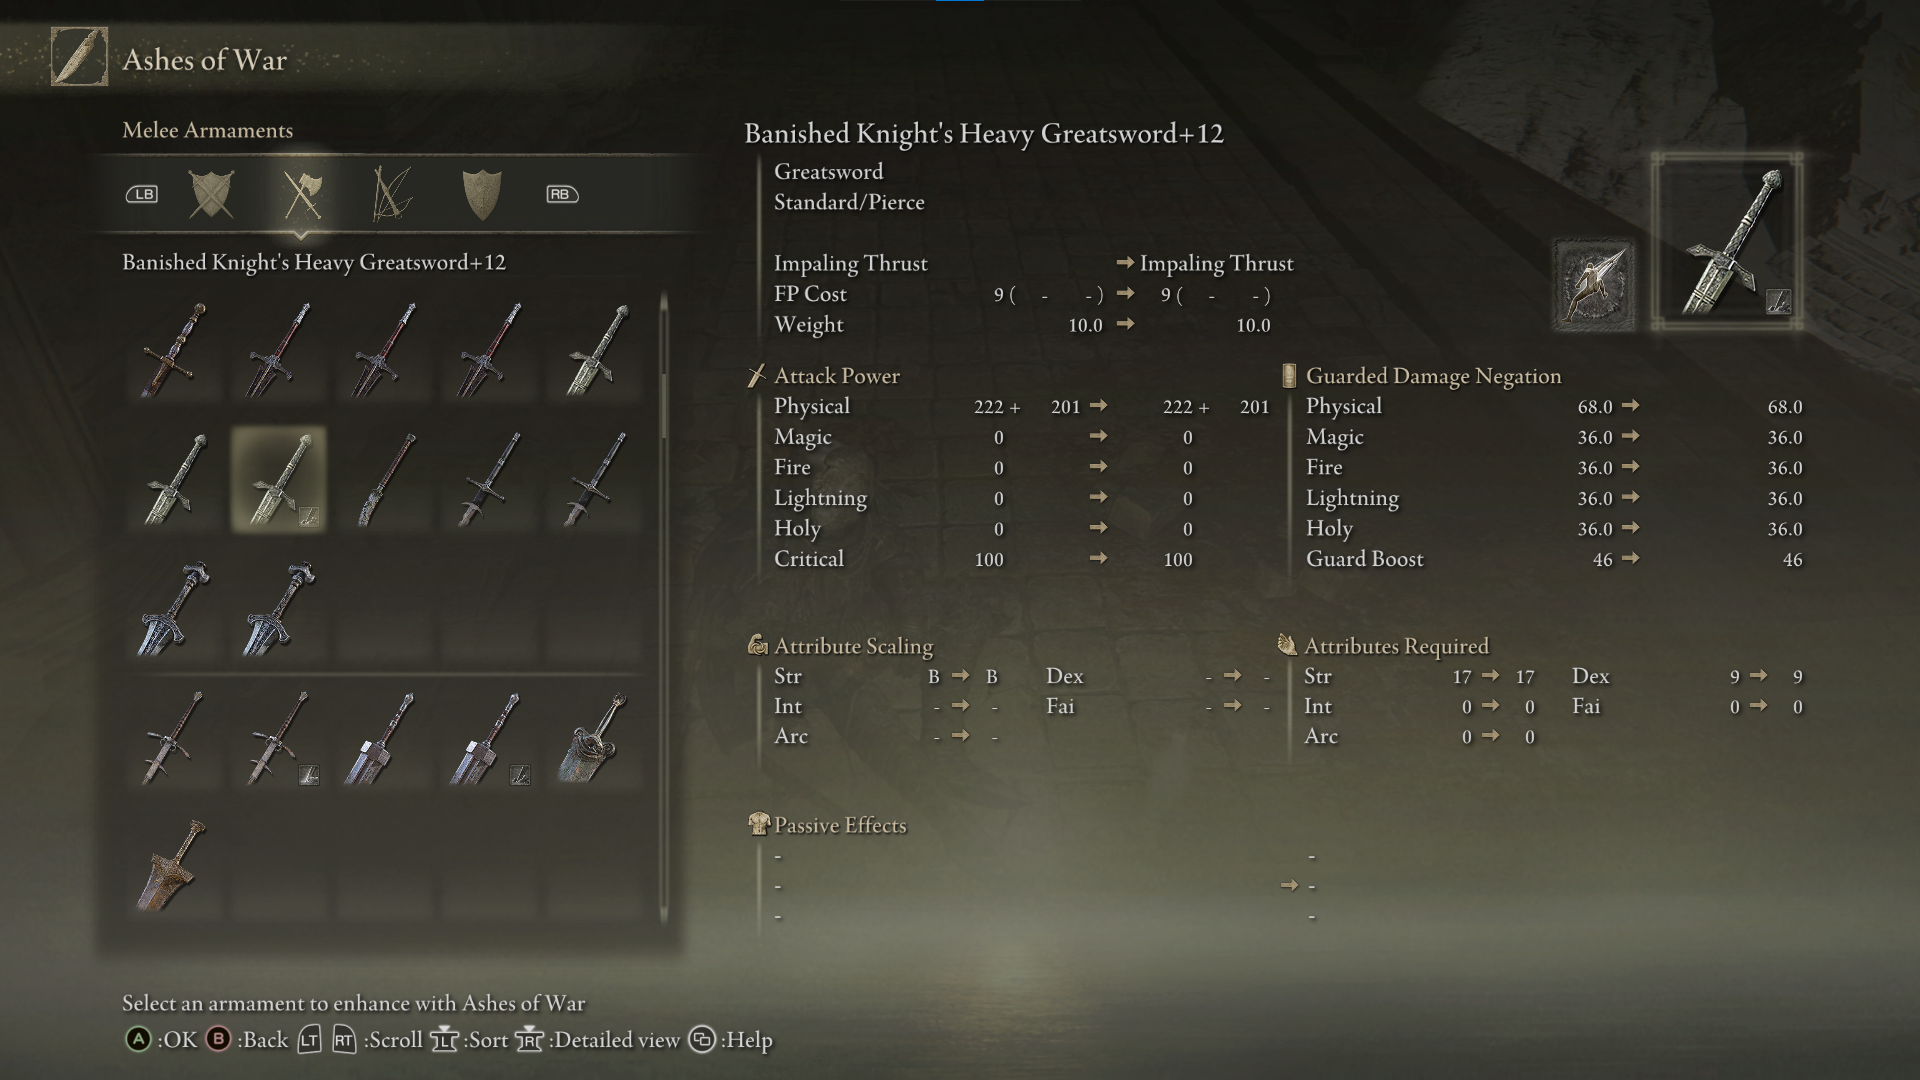 Ashes of War
Melee Armaments
LB
RB
Banished Knight's Heavy Greatsword+12
Banished Knight's Heavy Greatsword+12
Greatsword
Standard/Pierce
Impaling Thrust → Impaling Thrust
FP Cost 9 ( - - ) → 9 ( - - )
Weight 10.0 → 10.0
Attack Power
Physical 222 + 201 → 222 + 201
Magic 0 → 0
Fire 0 → 0
Lightning 0 → 0
Holy 0 → 0
Critical 100 → 100
Guarded Damage Negation
Physical 68.0 → 68.0
Magic 36.0 → 36.0
Fire 36.0 → 36.0
Lightning 36.0 → 36.0
Holy 36.0 → 36.0
Guard Boost 46 → 46
Attribute Scaling
Str B → B Dex - → -
Int - → - Fai - → -
Arc - → -
Attributes Required
Str 17 → 17 Dex 9 → 9
Int 0 → 0 Fai 0 → 0
Arc 0 → 0
Passive Effects
- -
- → -
- -
Select an armament to enhance with Ashes of War
A :OK B :Back LT RT :Scroll L :Sort R :Detailed view :Help